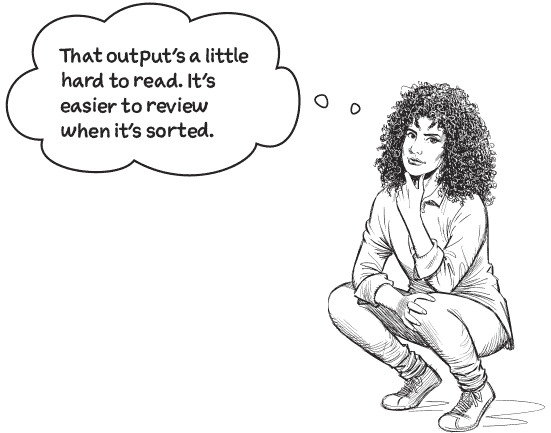 That output's a little
hard to read. It's
easier to review
when it's sorted.